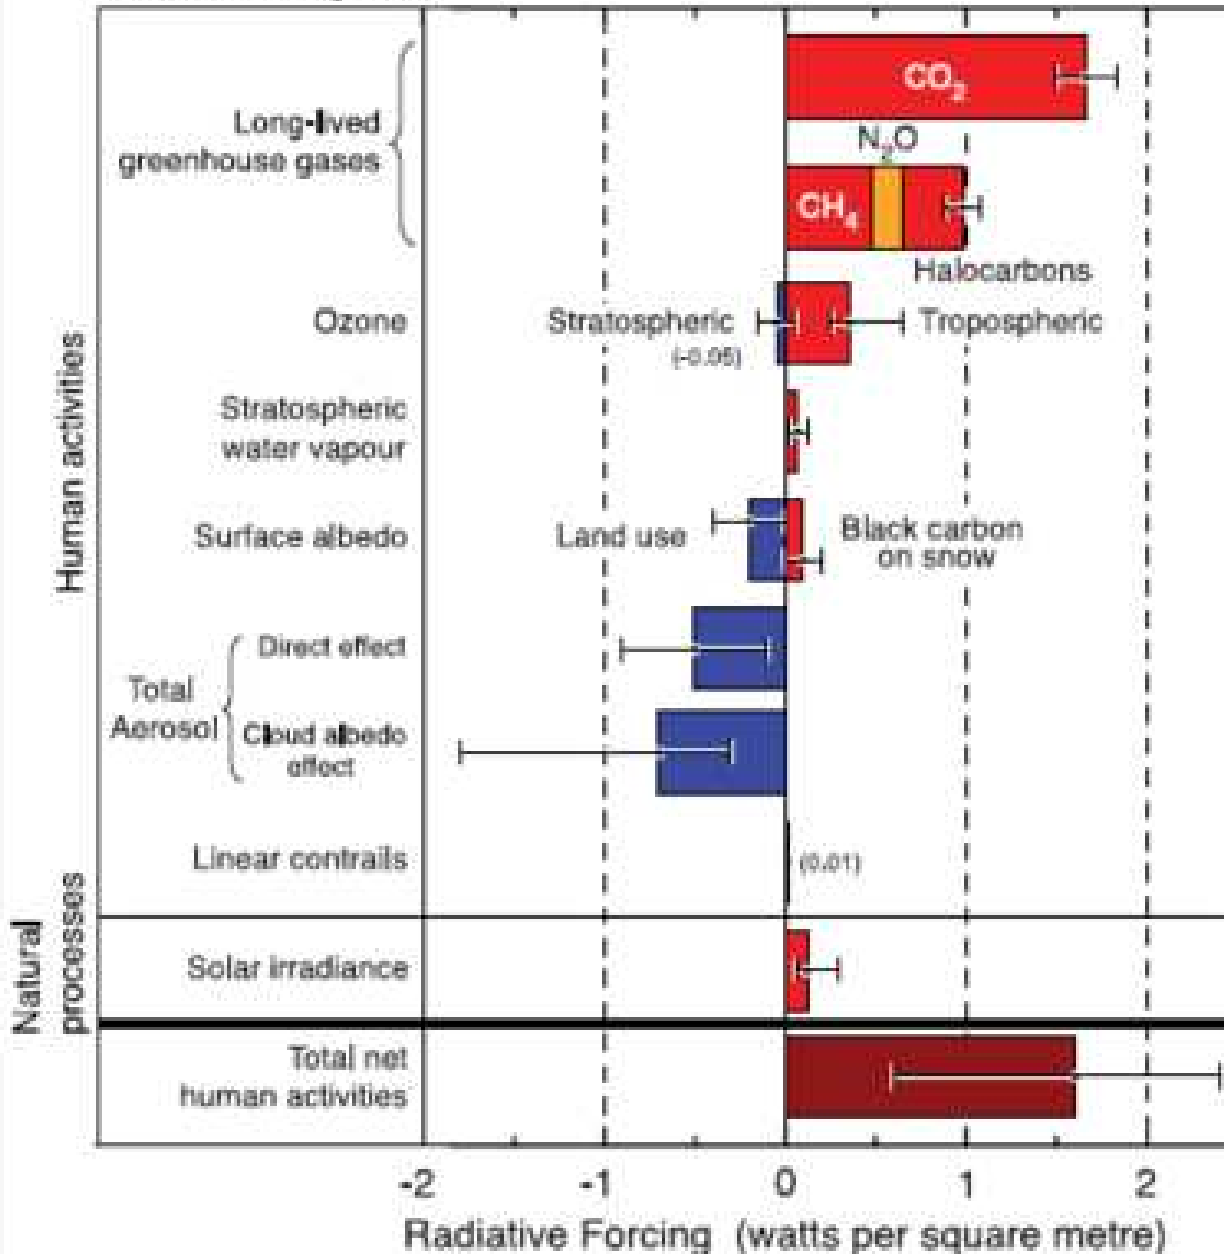 Human activities
Natural
processes
Long-lived
greenhouse gases
CO2
N2O
CH4
Halocarbons
Ozone
Stratospheric
(-0.05)
Tropospheric
Stratospheric
water vapour
Surface albedo
Land use
Black carbon
on snow
Total
Aerosol
Direct effect
Cloud albedo
effect
Linear contrails
(0.01)
Solar irradiance
Total net
human activities
-2 -1 0 1 2
Radiative Forcing (watts per square metre)